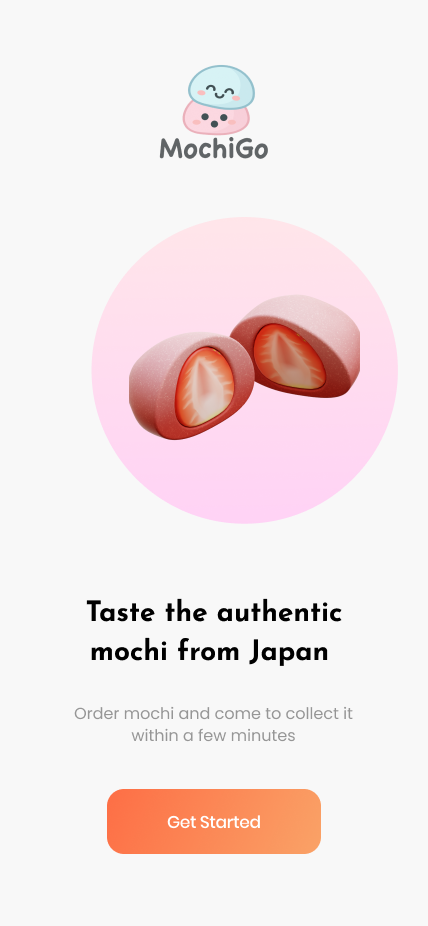 MochiGo
Taste the authentic
mochi from Japan
Order mochi and come to collect it
within a few minutes
Get Started